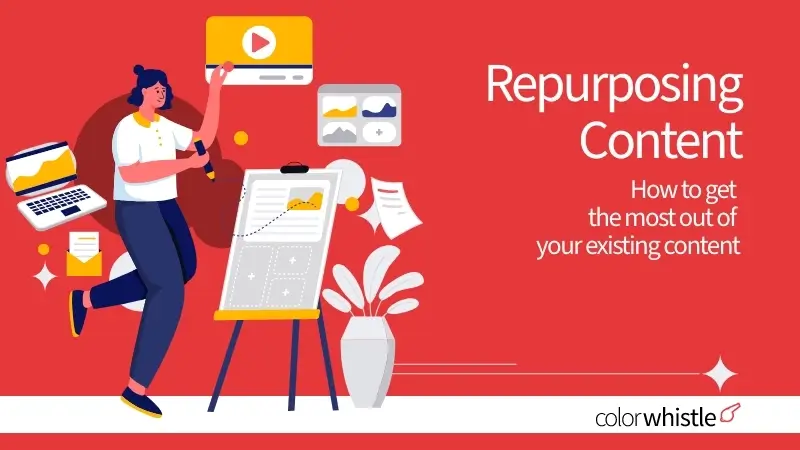 Repurposing
Content
How to get
the most out of
your existing content
colorwhistle